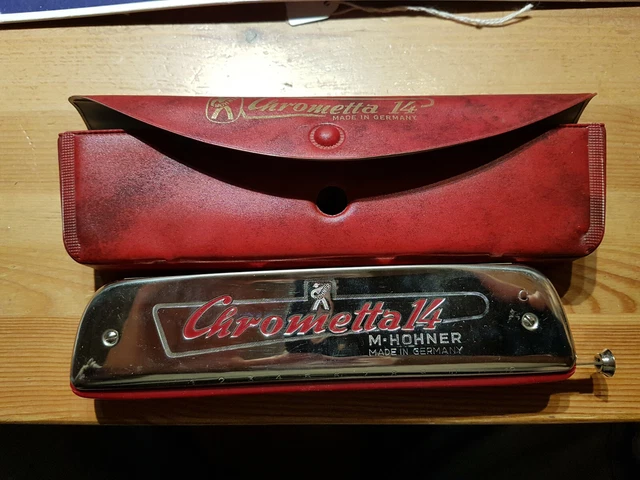 Chrometta 14
MADE IN GERMANY
Chrometta 14
M·HOHNER
MADE IN GERMANY
C